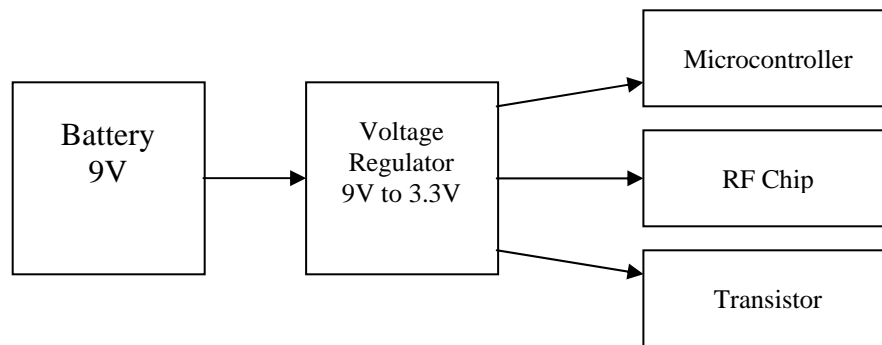 Battery
9V
Voltage
Regulator
9V to 3.3V
Microcontroller
RF Chip
Transistor